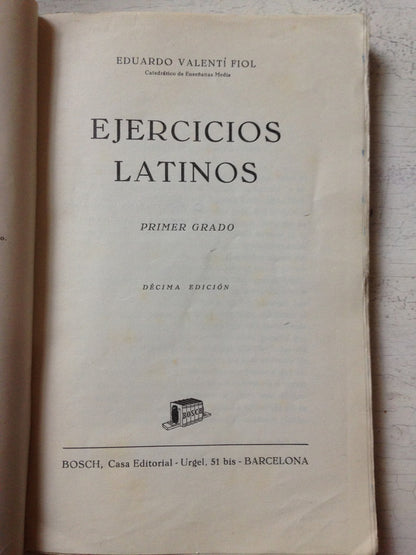 EDUARDO VALENTÍ FIOL
Catedrático de Enseñanza Media
EJERCICIOS
LATINOS
PRIMER GRADO
DÉCIMA EDICIÓN
o.
BOSCH
BOSCH, Casa Editorial - Urgel, 51 bis - BARCELONA